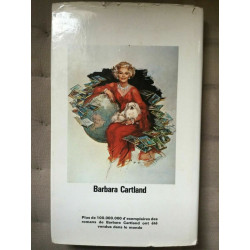 Barbara Cartland
Plus de 100.000.000 d'exemplaires des
romans de Barbara Cartland ont été
vendus dans le monde